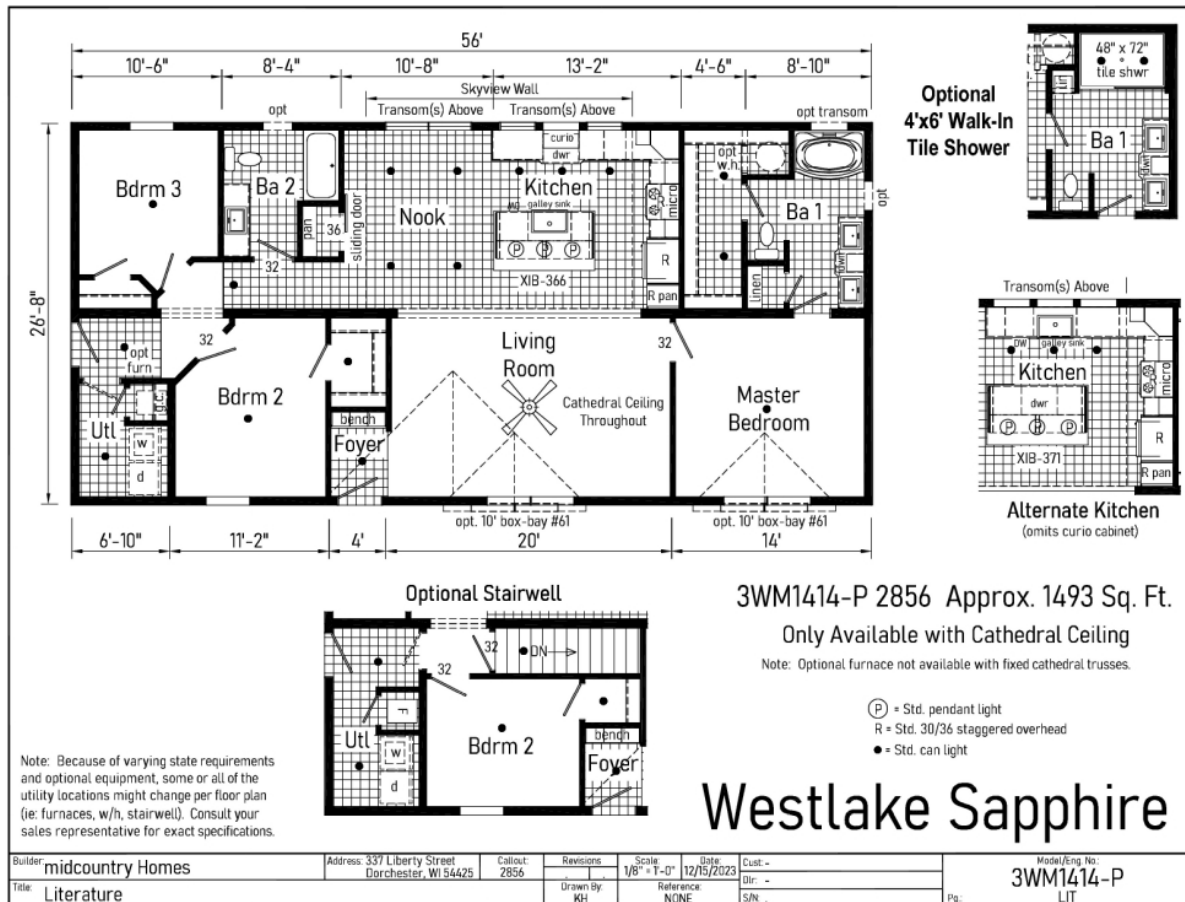 56'
10'-6"
8'-4"
10'-8"
13'-2"
4'-6"
8'-10"
Skyview Wall
opt
Transom(s) Above
Transom(s) Above
opt transom
26'-8"
Bdrm 3
Ba 2
pan
36
sliding door
32
Nook
curio
dwr
Kitchen
galley sink
P P P
XIB-366
micro
R
R pan
opt
w.h.
Ba 1
opt
dwr
Linen
opt
furn
32
g.c.
Utl
w
d
Bdrm 2
bench
Foyer
Living
Room
Cathedral Ceiling
Throughout
32
Master
Bedroom
opt. 10' box-bay #61
opt. 10' box-bay #61
6'-10"
11'-2"
4'
20'
14'
Optional
4'x6' Walk-In
Tile Shower
48" x 72"
tile shwr
Lin
Ba 1
dwr
Transom(s) Above
DW
galley sink
Kitchen
micro
dwr
P P P
R
XIB-371
R pan
Alternate Kitchen
(omits curio cabinet)
Optional Stairwell
32
32
DN
F
Utl
w
d
Bdrm 2
bench
Foyer
3WM1414-P 2856 Approx. 1493 Sq. Ft.
Only Available with Cathedral Ceiling
Note: Optional furnace not available with fixed cathedral trusses.
P = Std. pendant light
R = Std. 30/36 staggered overhead
● = Std. can light
Westlake Sapphire
Note: Because of varying state requirements
and optional equipment, some or all of the
utility locations might change per floor plan
(ie: furnaces, w/h, stairwell). Consult your
sales representative for exact specifications.
Builder: midcountry Homes
Address: 337 Liberty Street
Dorchester, WI 54425
Callout:
2856
Revisions
Scale:
1/8" = 1'-0"
Date:
12/15/2023
Cust: -
Dlr: -
S/N: .
Model/Eng. No.:
3WM1414-P
Title: Literature
Drawn By:
KH
Reference:
NONE
Pg.:
LIT